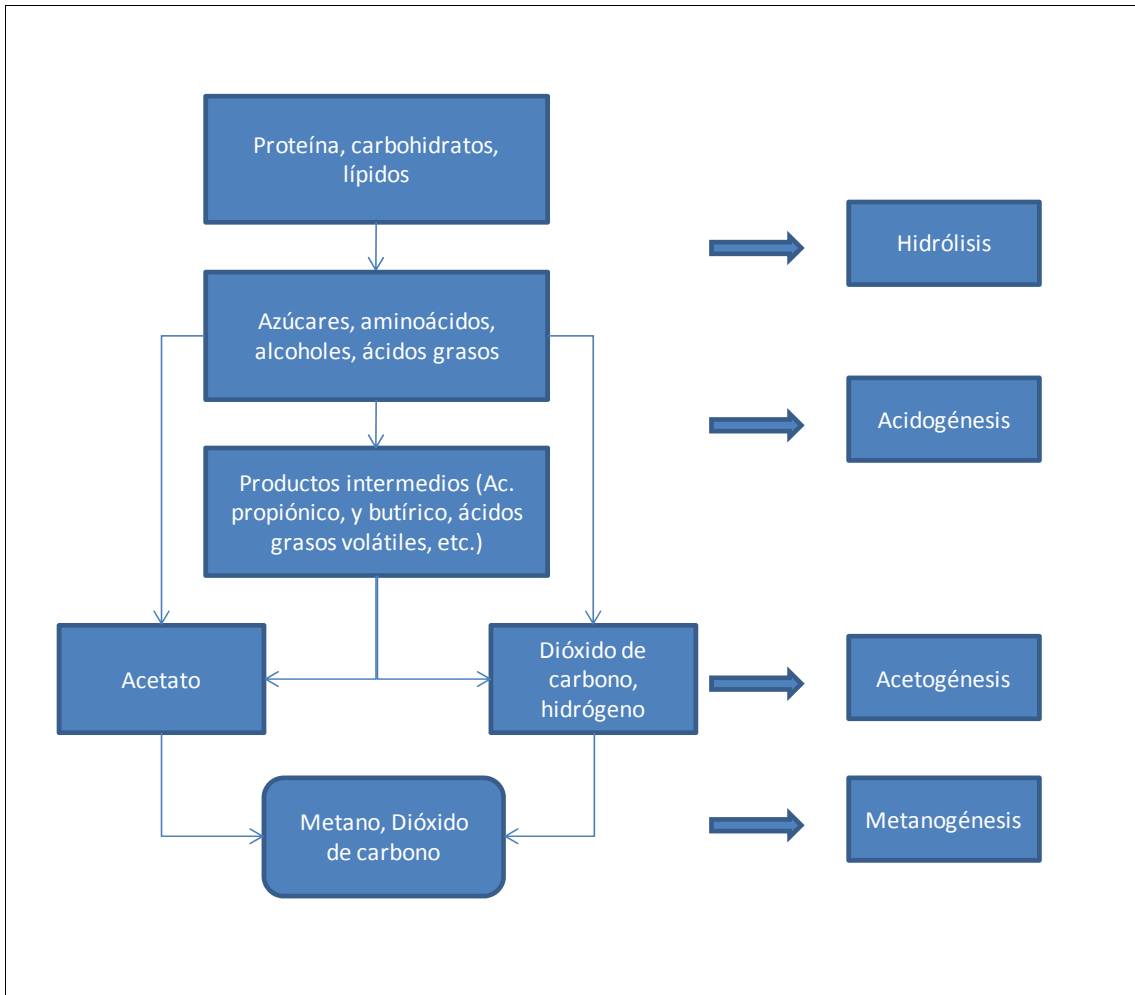 Proteína, carbohidratos,
lípidos
Hidrólisis
Azúcares, aminoácidos,
alcoholes, ácidos grasos
Acidogénesis
Productos intermedios (Ac.
propiónico, y butírico, ácidos
grasos volátiles, etc.)
Acetato
Dióxido de
carbono,
hidrógeno
Acetogénesis
Metano, Dióxido
de carbono
Metanogénesis